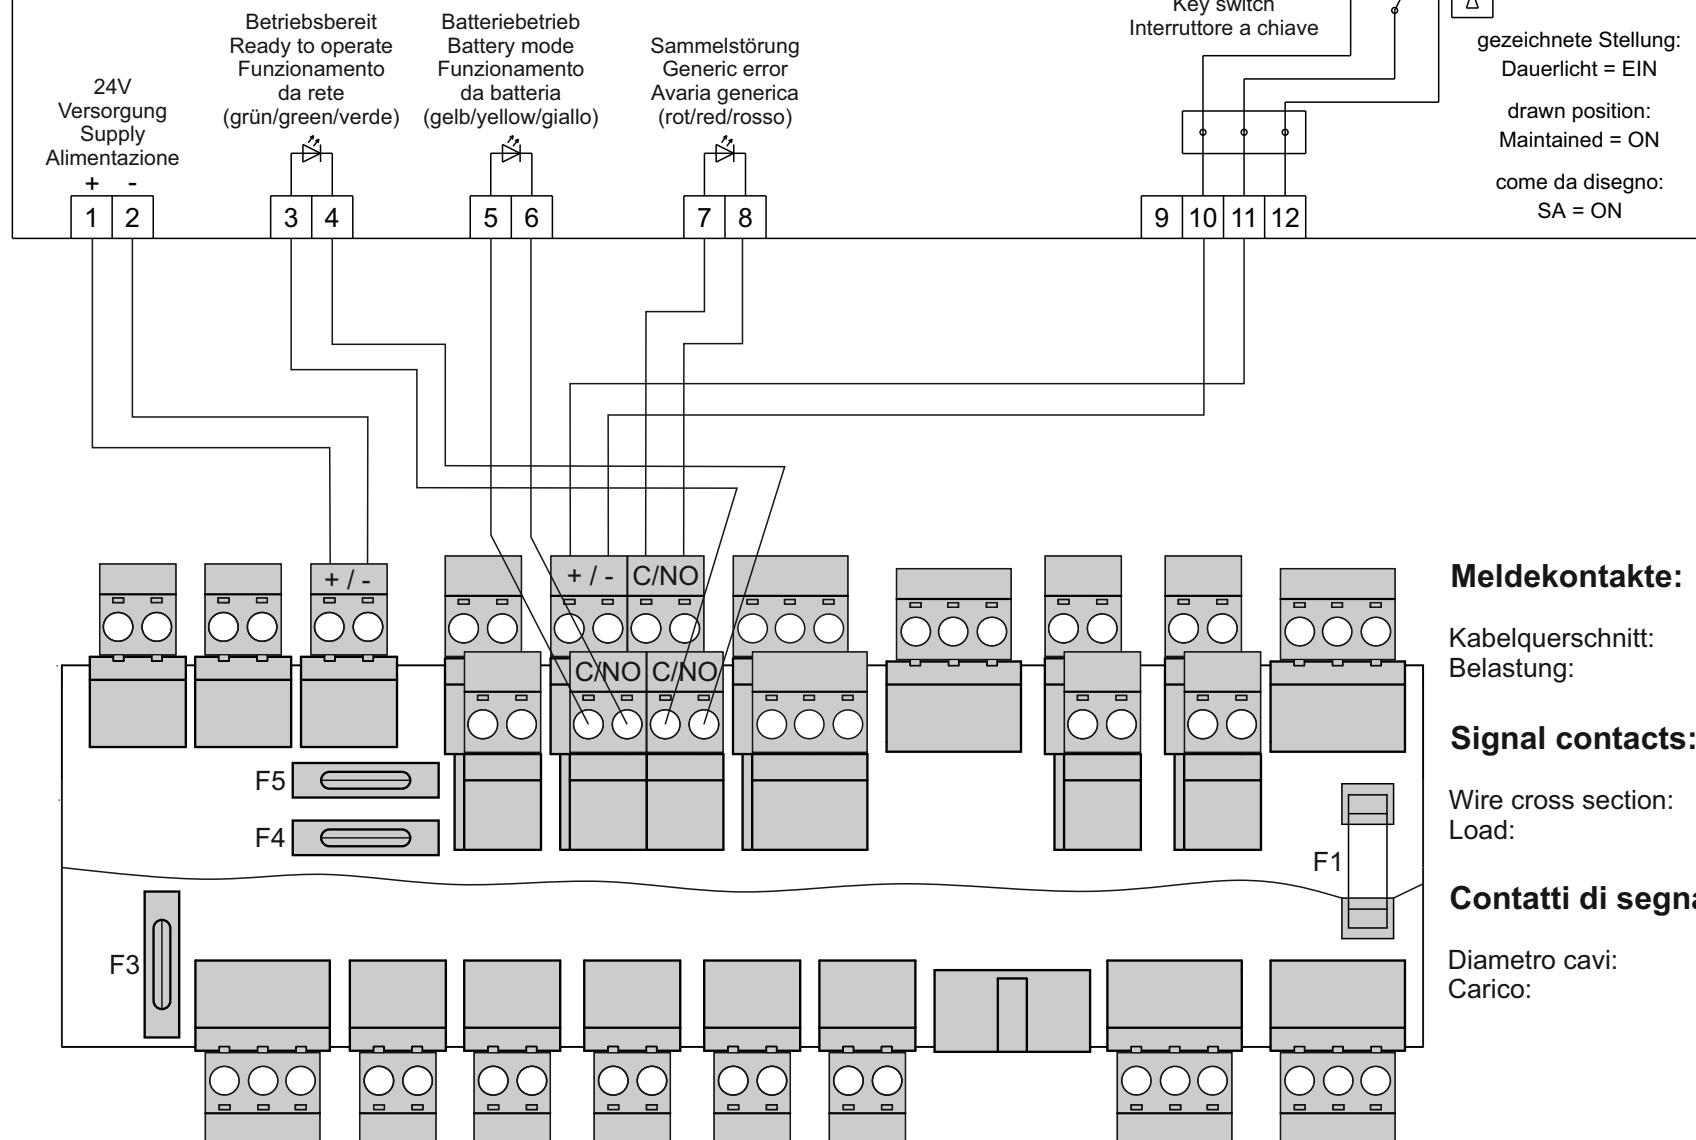 24V
Versorgung
Supply
Alimentazione
+ -
1 2
Betriebsbereit
Ready to operate
Funzionamento
da rete
(grün/green/verde)
3 4
Batteriebetrieb
Battery mode
Funzionamento
da batteria
(gelb/yellow/giallo)
5 6
Sammelstörung
Generic error
Avaria generica
(rot/red/rosso)
7 8
Key switch
Interruttore a chiave
9 10 11 12
gezeichnete Stellung:
Dauerlicht = EIN
drawn position:
Maintained = ON
come da disegno:
SA = ON
+ / -
+ / - C/NO
C/NO C/NO
F5
F4
F3
F1
Meldekontakte:
Kabelquerschnitt:
Belastung:
Signal contacts:
Wire cross section:
Load:
Contatti di segna
Diametro cavi:
Carico: